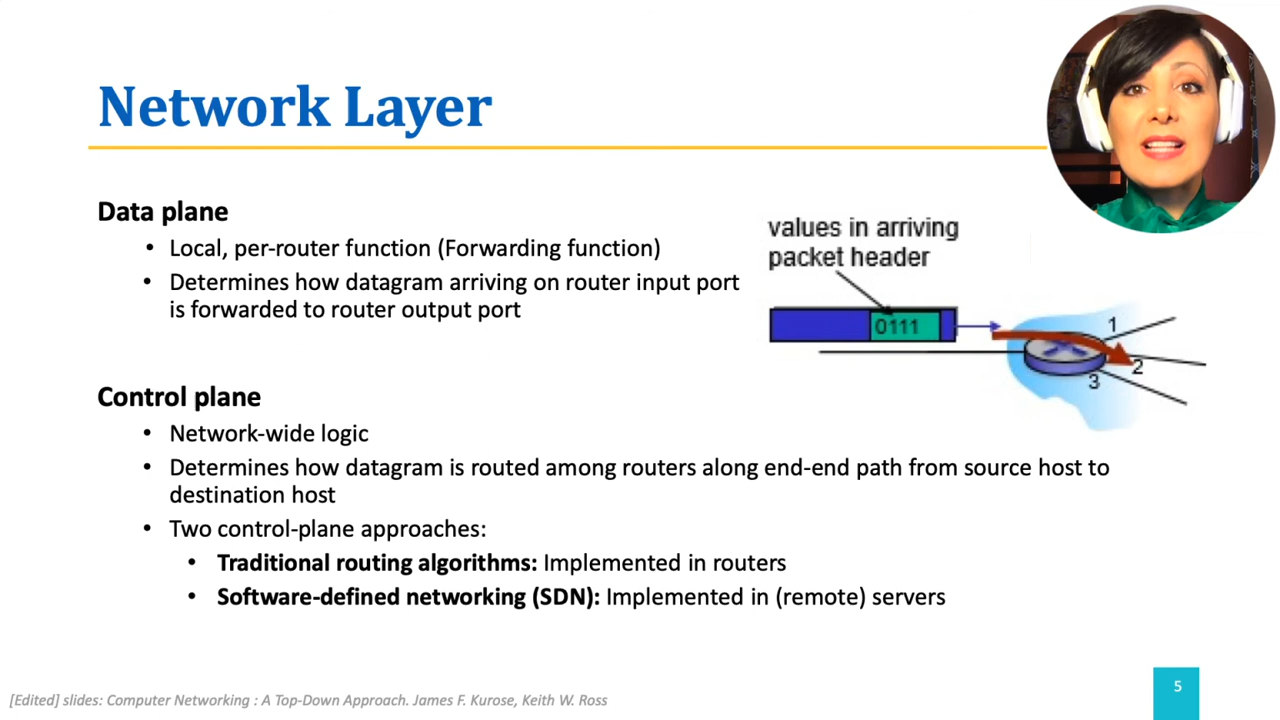 Network Layer
Data plane
• Local, per-router function (Forwarding function)
• Determines how datagram arriving on router input port
is forwarded to router output port
values in arriving
packet header
0111
1
2
3
Control plane
• Network-wide logic
• Determines how datagram is routed among routers along end-end path from source host to
destination host
• Two control-plane approaches:
• Traditional routing algorithms: Implemented in routers
• Software-defined networking (SDN): Implemented in (remote) servers
[Edited] slides: Computer Networking : A Top-Down Approach. James F. Kurose, Keith W. Ross
5